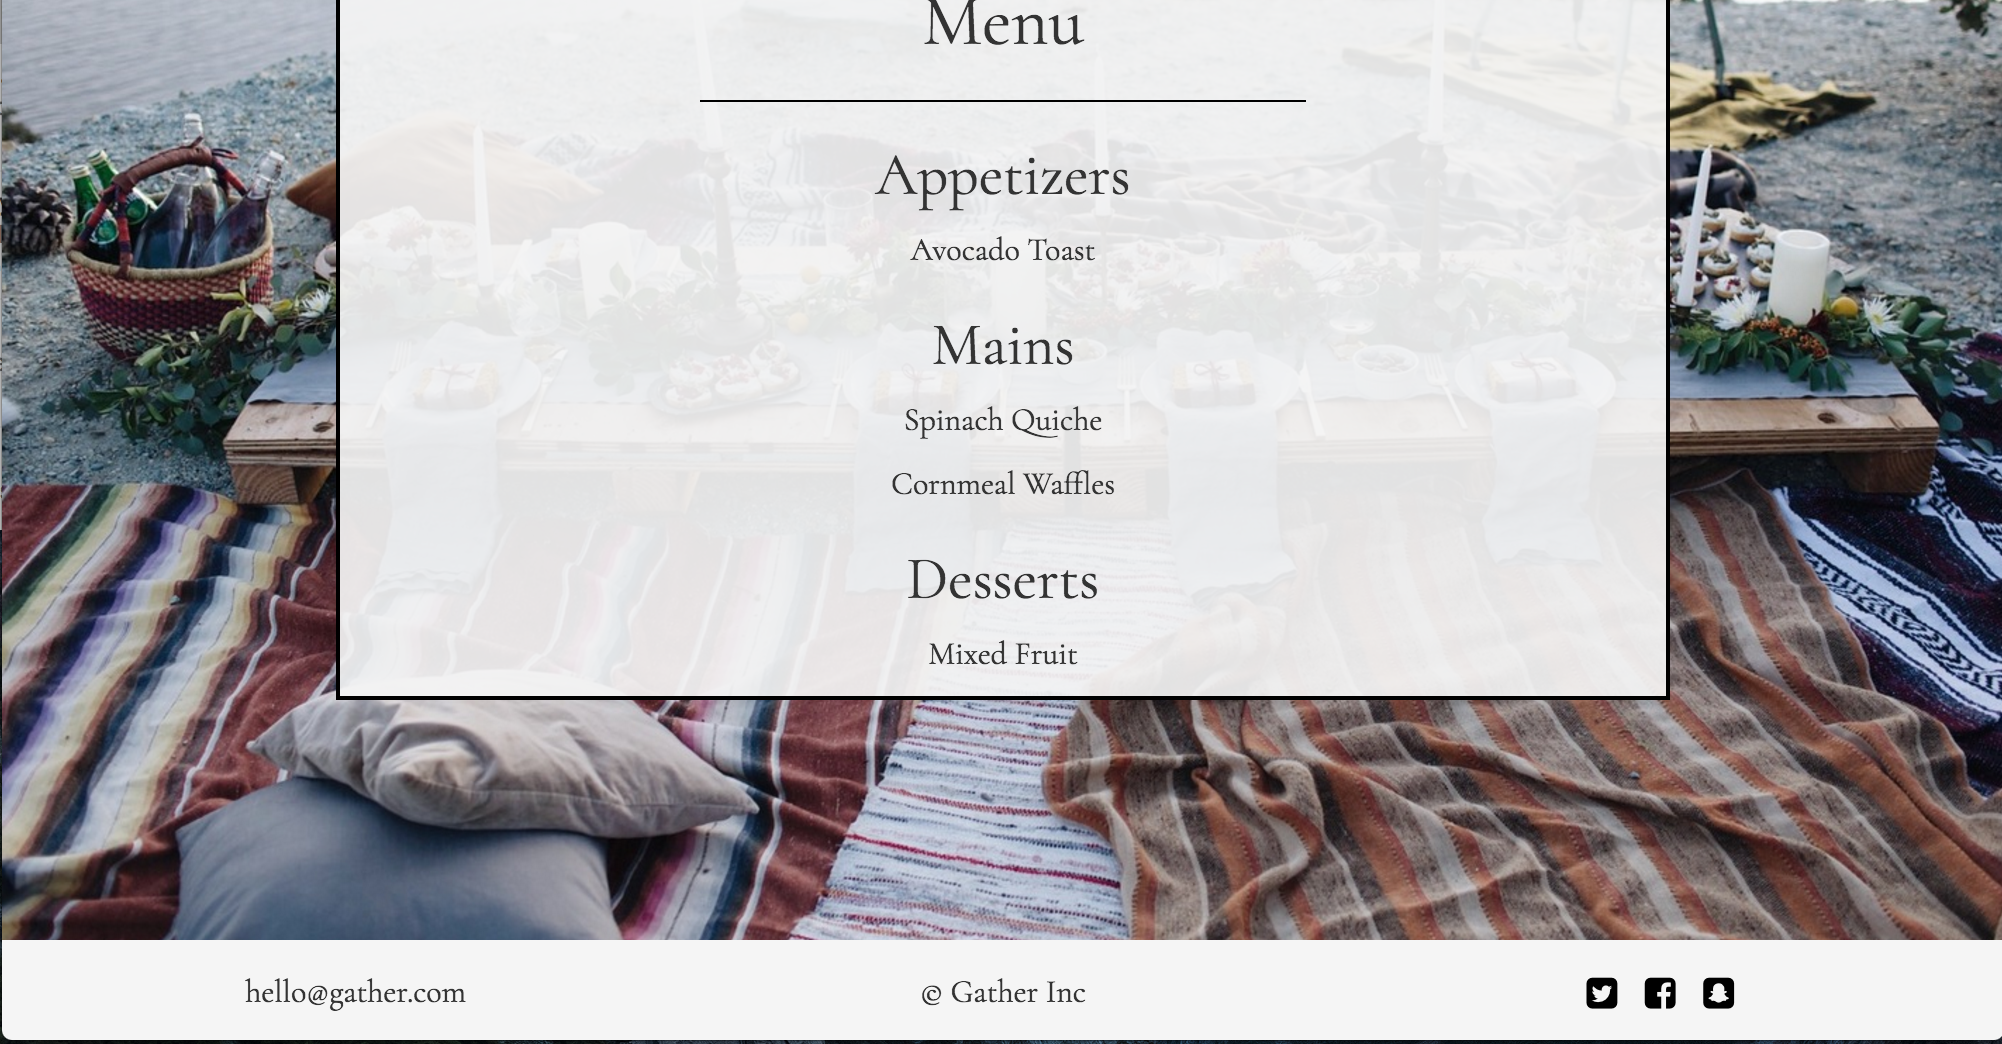 Menu
Appetizers
Avocado Toast
Mains
Spinach Quiche
Cornmeal Waffles
Desserts
Mixed Fruit
hello@gather.com
© Gather Inc